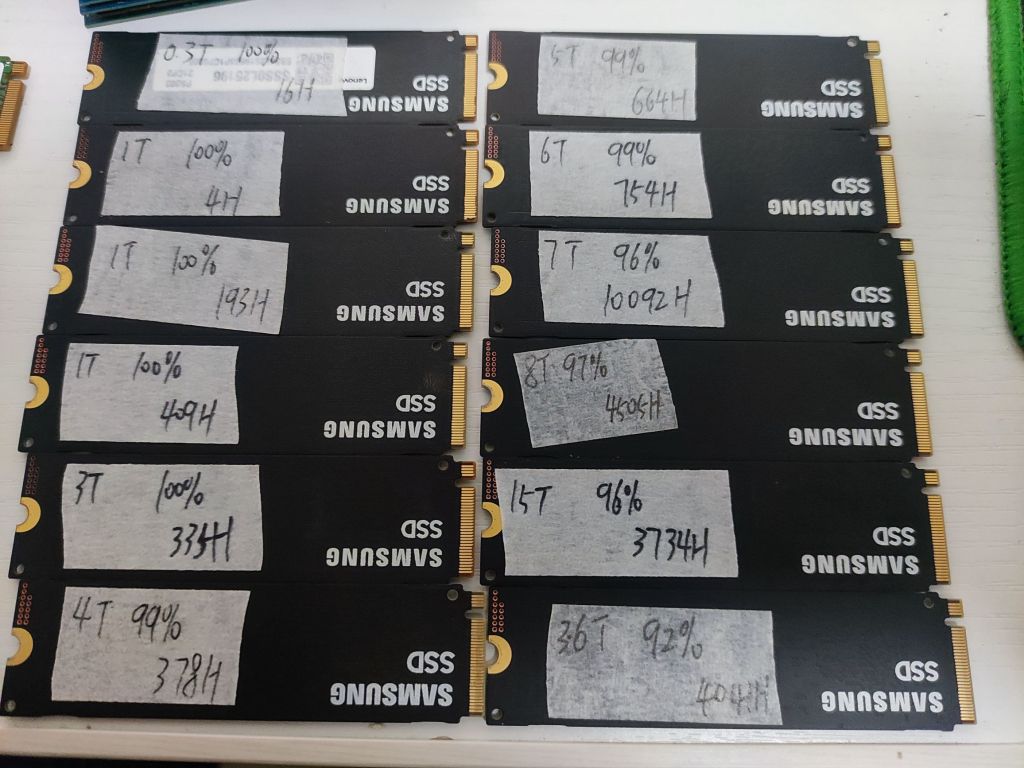 0.3T 100%
16H
Lenovo
SSS0L25196
SAMSUNG
SSD
1T 100%
4H
SAMSUNG
SSD
1T 100%
193H
SAMSUNG
SSD
1T 100%
409H
SAMSUNG
SSD
3T 100%
335H
SAMSUNG
SSD
4T 99%
378H
SAMSUNG
SSD
5T 99%
664H
SAMSUNG
SSD
6T 99%
754H
SAMSUNG
SSD
7T 96%
10092H
SAMSUNG
SSD
8T 97%
4505H
SAMSUNG
SSD
15T 96%
3734H
SAMSUNG
SSD
36T 92%
SAMSUNG
SSD